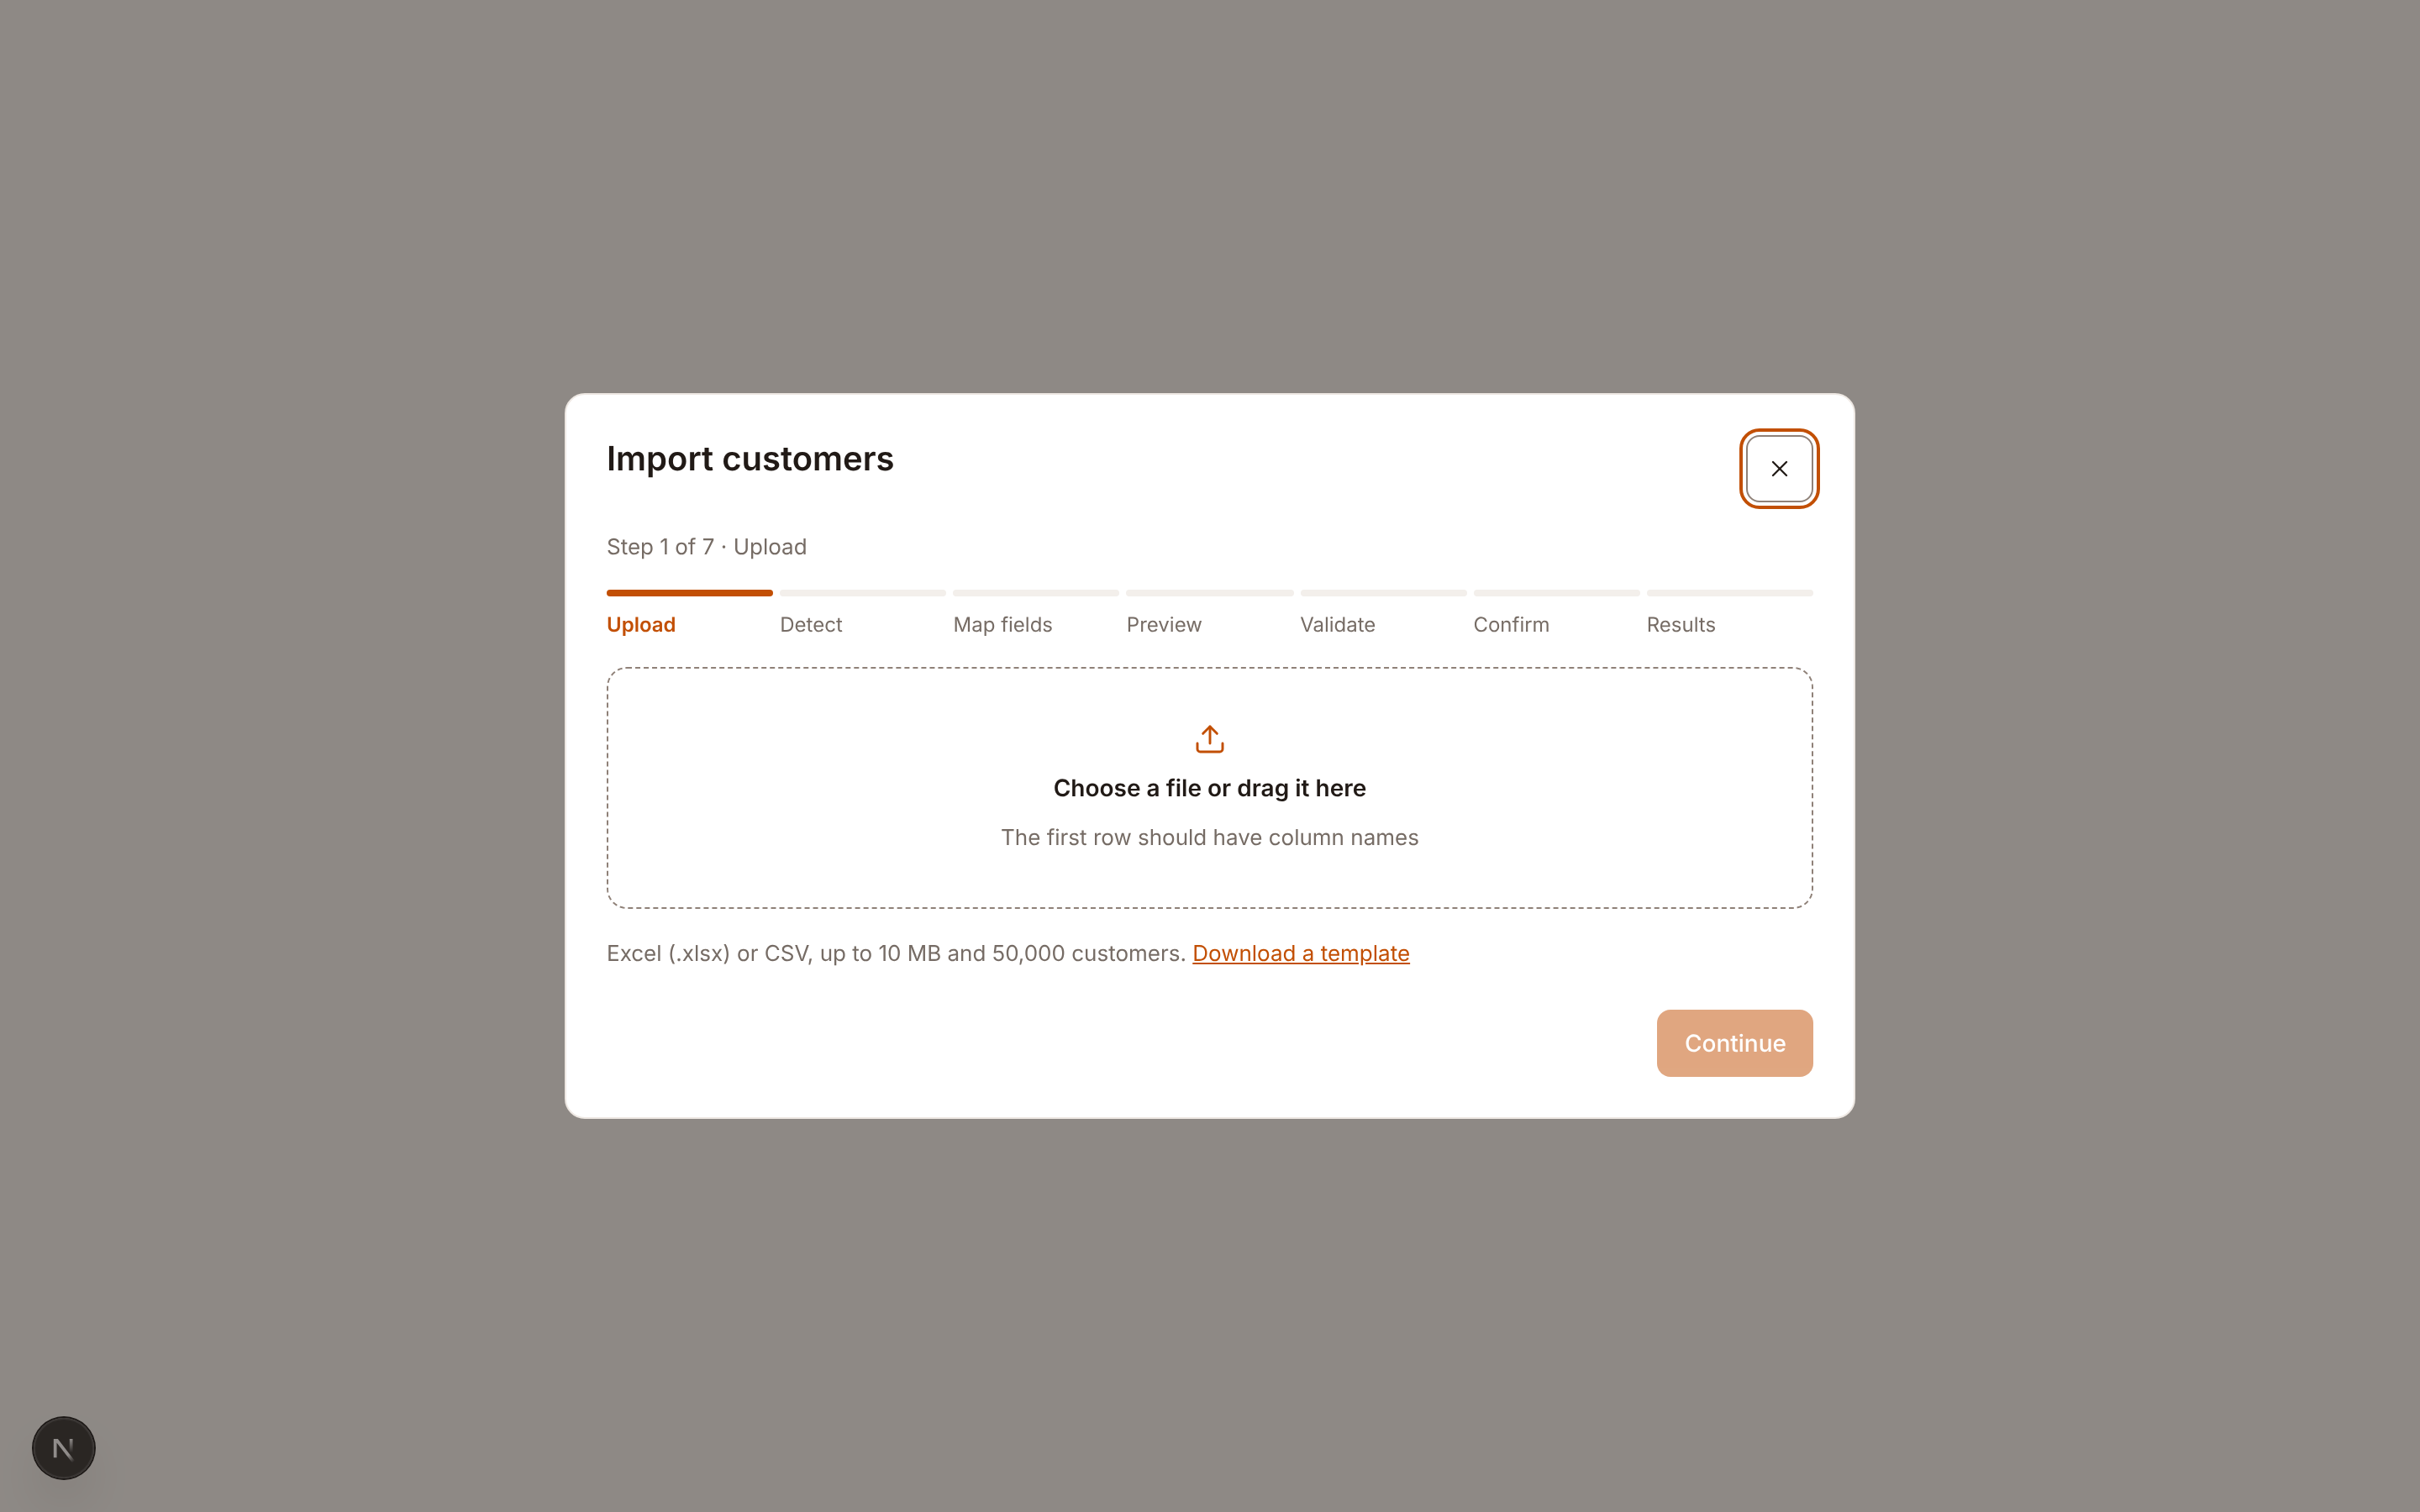 Import customers
Step 1 of 7 · Upload
Upload
Detect
Map fields
Preview
Validate
Confirm
Results
Choose a file or drag it here
The first row should have column names
Excel (.xlsx) or CSV, up to 10 MB and 50,000 customers. Download a template
Continue
N